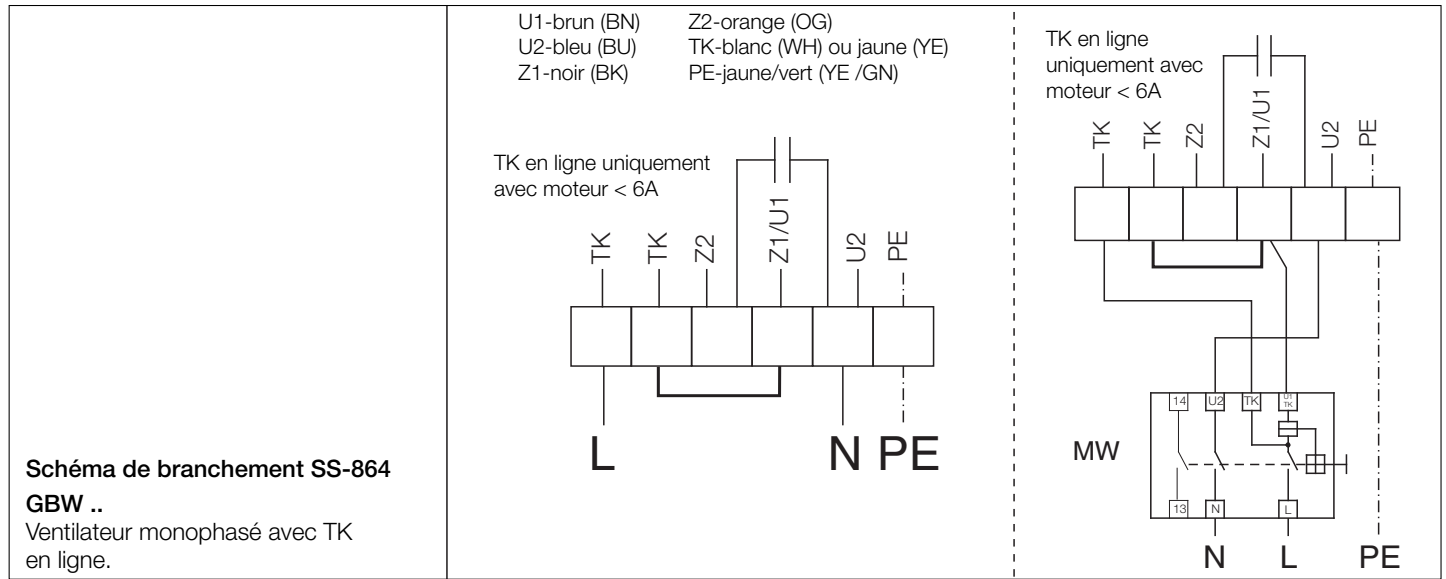 U1-brun (BN) Z2-orange (OG)
U2-bleu (BU) TK-blanc (WH) ou jaune (YE)
Z1-noir (BK) PE-jaune/vert (YE /GN)
TK en ligne uniquement
avec moteur < 6A
TK TK Z2 Z1/U1 U2 PE
L N PE
TK en ligne
uniquement avec
moteur < 6A
TK TK Z2 Z1/U1 U2 PE
14 U2 TK U1
TK
MW
13 N L
N L PE
Schéma de branchement SS-864
GBW ..
Ventilateur monophasé avec TK
en ligne.